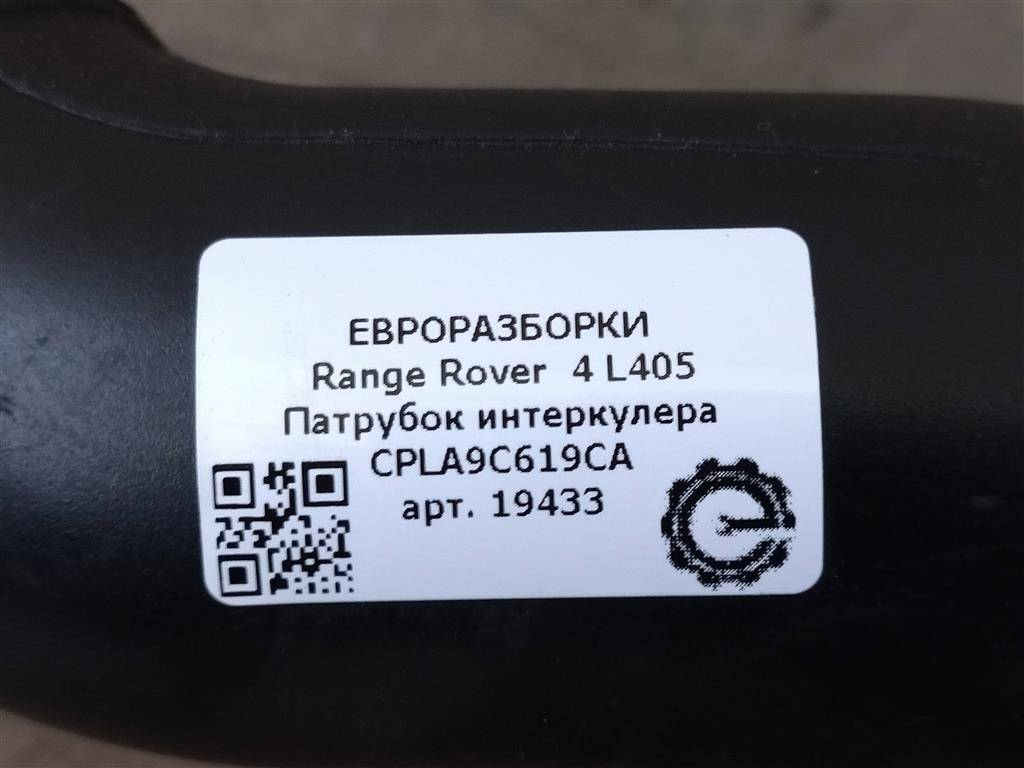 ЕВРОРАЗБОРКИ
Range Rover 4 L405
Патрубок интеркулера
CPLA9C619CA
арт. 19433